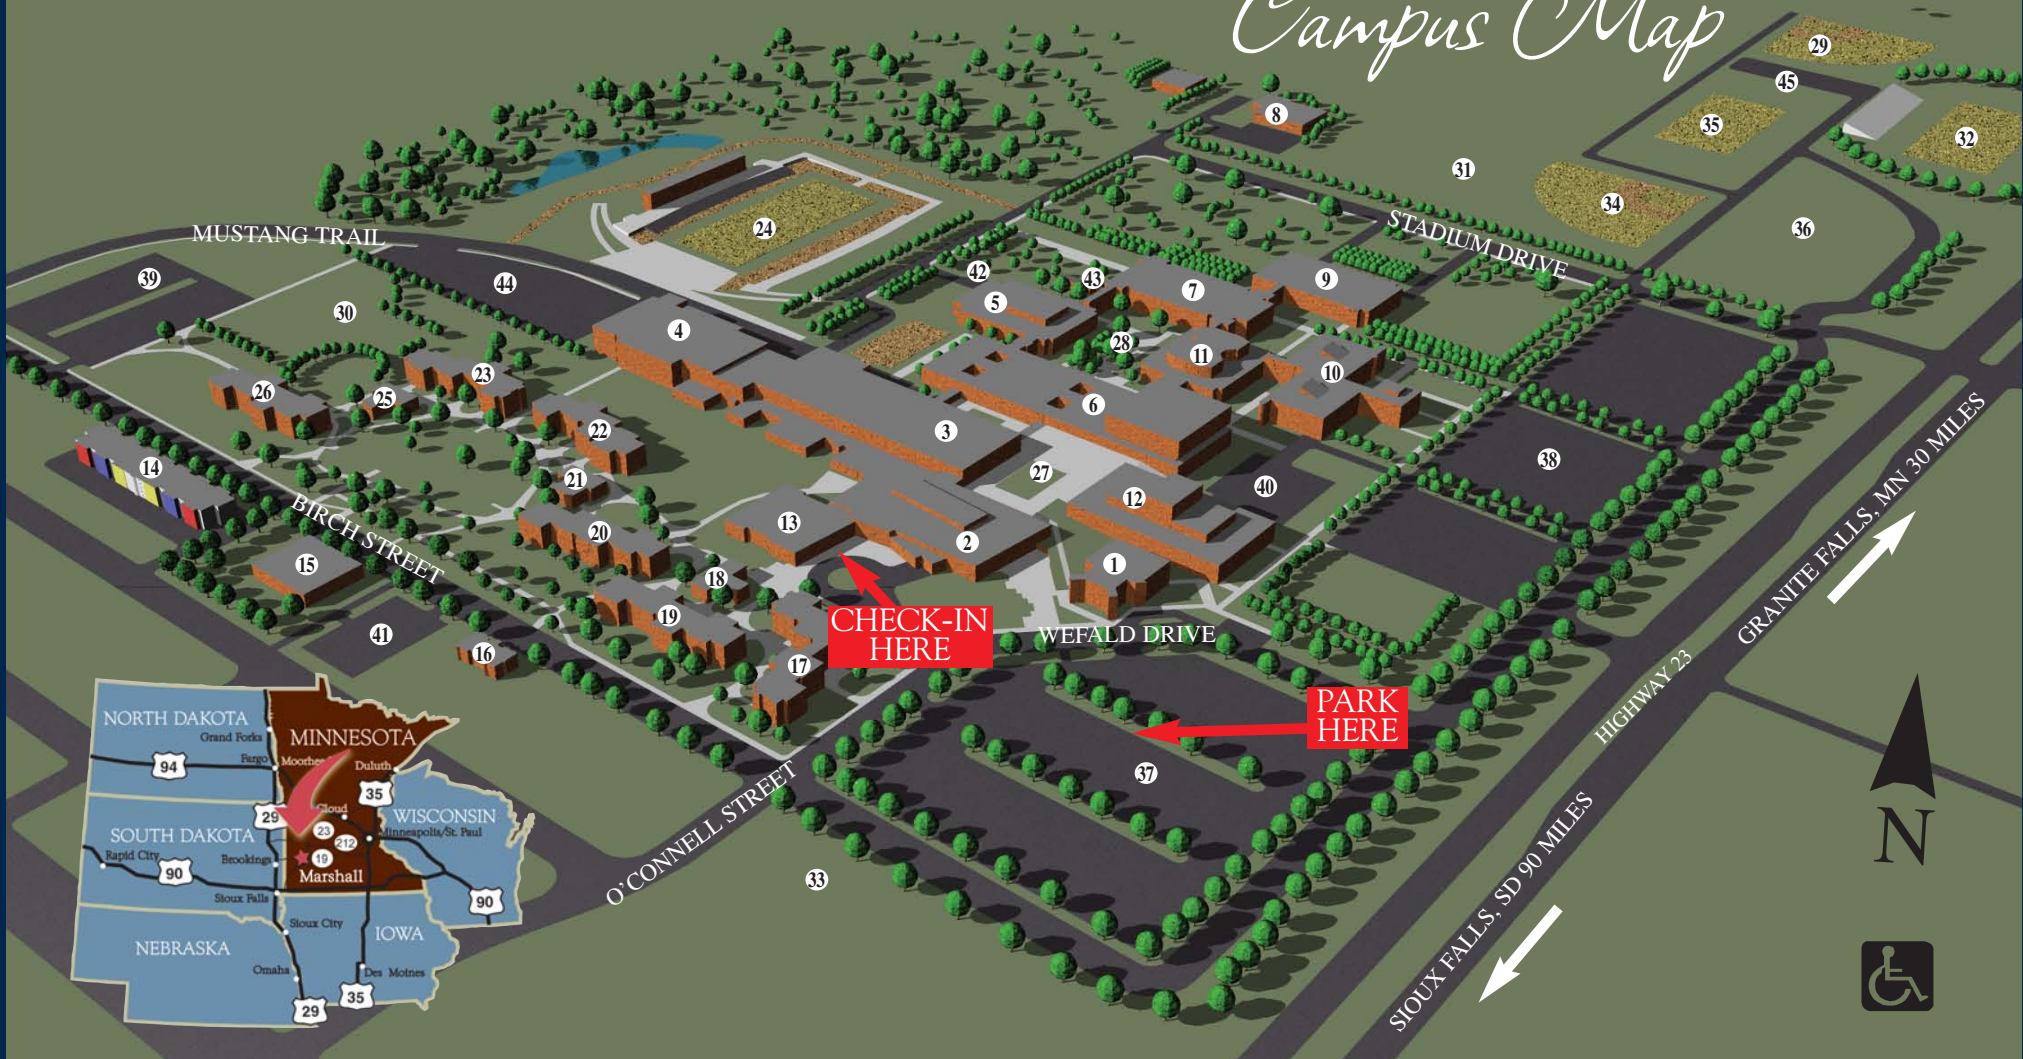 Campus Map
29
45
8
35
32
31
34
36
24
MUSTANG TRAIL
STADIUM DRIVE
39
44
42
43
5
7
9
30
4
28
11
10
26
25
23
6
22
3
38
14
21
27
12
40
GRANITE FALLS, MN 30 MILES
BIRCH STREET
20
13
2
15
18
1
19
CHECK-IN
HERE
WEFALD DRIVE
41
16
17
HIGHWAY 23
PARK
HERE
37
O'CONNELL STREET
33
SIOUX FALLS, SD 90 MILES
N
NORTH DAKOTA
Grand Forks
MINNESOTA
Fargo
Duluth
94
35
29
Cloud
WISCONSIN
SOUTH DAKOTA
23
212
Minneapolis/St. Paul
Rapid City
Brookings
19
90
Marshall
Sioux Falls
90
Sioux City
NEBRASKA
IOWA
Omaha
Des Moines
35
29